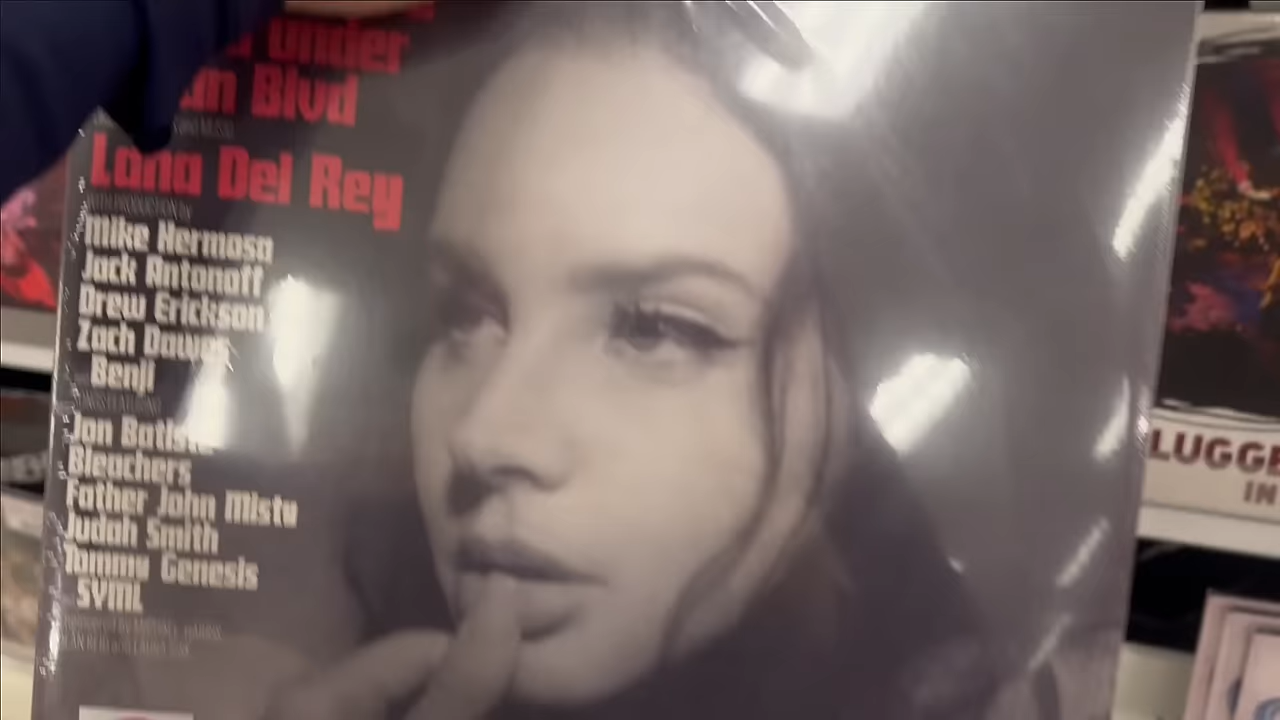 Under
Blvd
Lana Del Rey
Mike Hermosa
Jack Antonoff
Drew Erickson
Zach Dawes
Benji
Jon Batiste
Bleachers
Father John Misty
Judah Smith
Tommy Genesis
SYML
LUGGE
IN